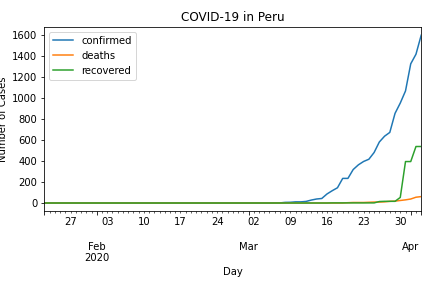 COVID-19 in Peru
confirmed
deaths
recovered
1600
1400
1200
1000
800
600
400
200
0
Number of Cases
27 03 10 17 24 02 09 16 23 30
Feb Mar Apr
2020
Day